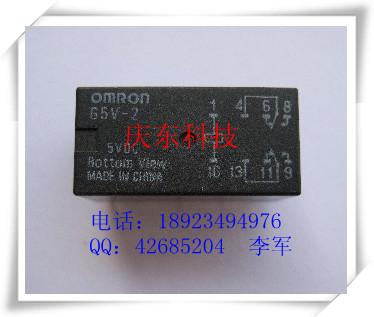 OMRON
G5V-2
5VDC
Bottom View
MADE IN CHINA
1 4 6 8
10 13 11 9
庆东科技
电话：18923494976
QQ：42685204 李军